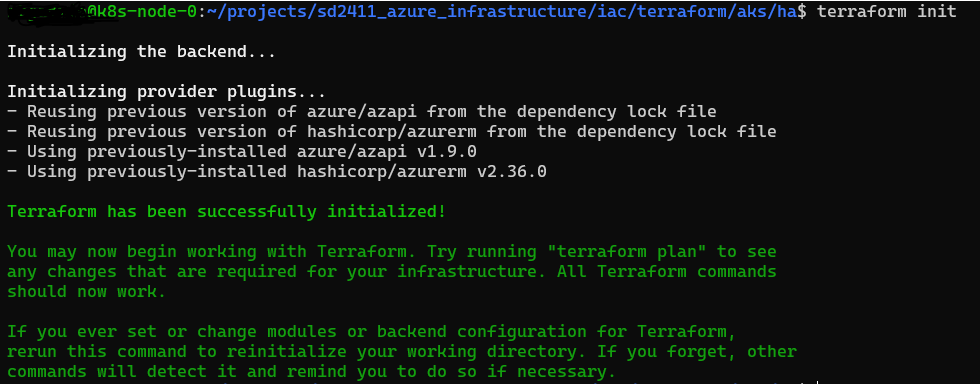 0k8s-node-0:~/projects/sd2411_azure_infrastructure/iac/terraform/aks/ha$ terraform init
Initializing the backend...
Initializing provider plugins...
- Reusing previous version of azure/azapi from the dependency lock file
- Reusing previous version of hashicorp/azurerm from the dependency lock file
- Using previously-installed azure/azapi v1.9.0
- Using previously-installed hashicorp/azurerm v2.36.0
Terraform has been successfully initialized!
You may now begin working with Terraform. Try running "terraform plan" to see
any changes that are required for your infrastructure. All Terraform commands
should now work.
If you ever set or change modules or backend configuration for Terraform,
rerun this command to reinitialize your working directory. If you forget, other
commands will detect it and remind you to do so if necessary.